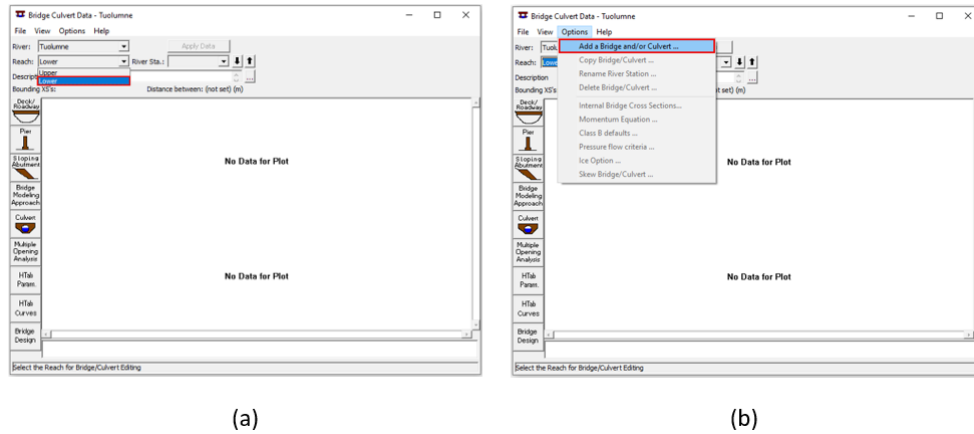 Bridge Culvert Data - Tuolumne
File View Options Help
River: Tuolumne Apply Data
Reach: Lower River Sta.:
Upper
Descript Lower ...
Bounding XS's: Distance between: (not set) (m)
Deck/
Roadway
Pier
Sloping
Abutment
Bridge
Modeling
Approach
Culvert
Multiple
Opening
Analysis
HTab
Param.
HTab
Curves
Bridge
Design
No Data for Plot
No Data for Plot
Select the Reach for Bridge/Culvert Editing
(a)
Bridge Culvert Data - Tuolumne
File View Options Help
River: Tuol
Reach: Lowe
Description ...
Bounding XS's (not set) (m)
Add a Bridge and/or Culvert ...
Copy Bridge/Culvert ...
Rename River Station ...
Delete Bridge/Culvert ...
Internal Bridge Cross Sections...
Momentum Equation ...
Class B defaults ...
Pressure flow criteria ...
Ice Option ...
Skew Bridge/Culvert ...
Deck/
Roadway
Pier
Sloping
Abutment
Bridge
Modeling
Approach
Culvert
Multiple
Opening
Analysis
HTab
Param.
HTab
Curves
Bridge
Design
No Data for Plot
No Data for Plot
Select the Reach for Bridge/Culvert Editing
(b)